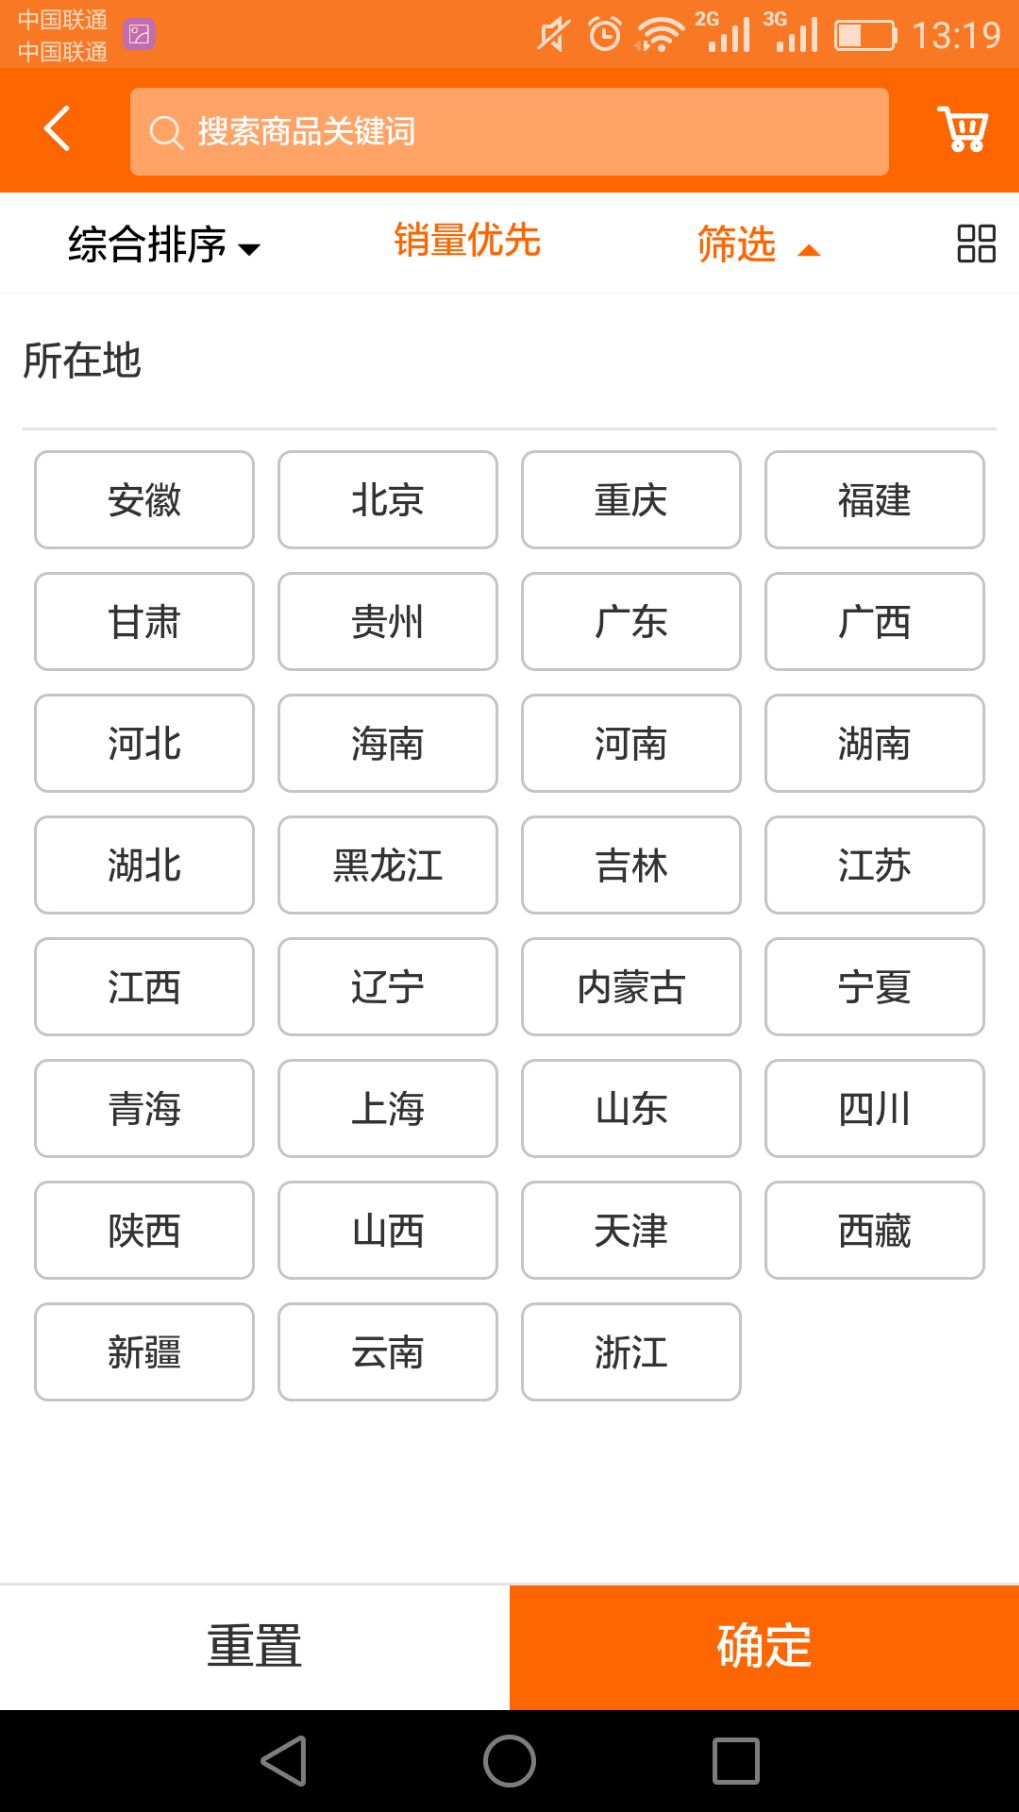 中国联通
中国联通
2G 3G 13:19
搜索商品关键词
综合排序 销量优先 筛选
所在地
安徽 北京 重庆 福建
甘肃 贵州 广东 广西
河北 海南 河南 湖南
湖北 黑龙江 吉林 江苏
江西 辽宁 内蒙古 宁夏
青海 上海 山东 四川
陕西 山西 天津 西藏
新疆 云南 浙江
重置 确定